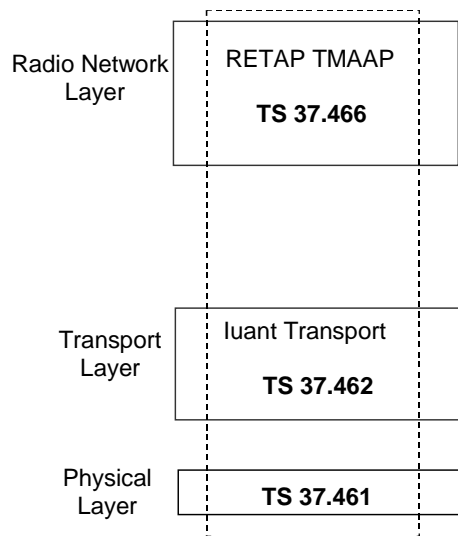 Radio Network
Layer
RETAP TMAAP
TS 37.466
Transport
Layer
Iuant Transport
TS 37.462
Physical
Layer
TS 37.461